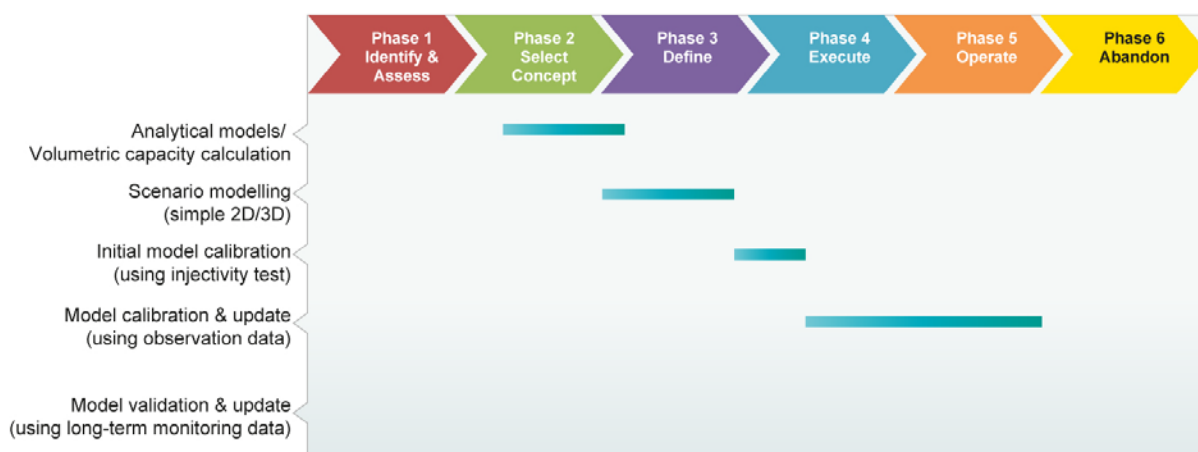 Phase 1
Identify &
Assess
Phase 2
Select
Concept
Phase 3
Define
Phase 4
Execute
Phase 5
Operate
Phase 6
Abandon
Analytical models/
Volumetric capacity calculation
Scenario modelling
(simple 2D/3D)
Initial model calibration
(using injectivity test)
Model calibration & update
(using observation data)
Model validation & update
(using long-term monitoring data)